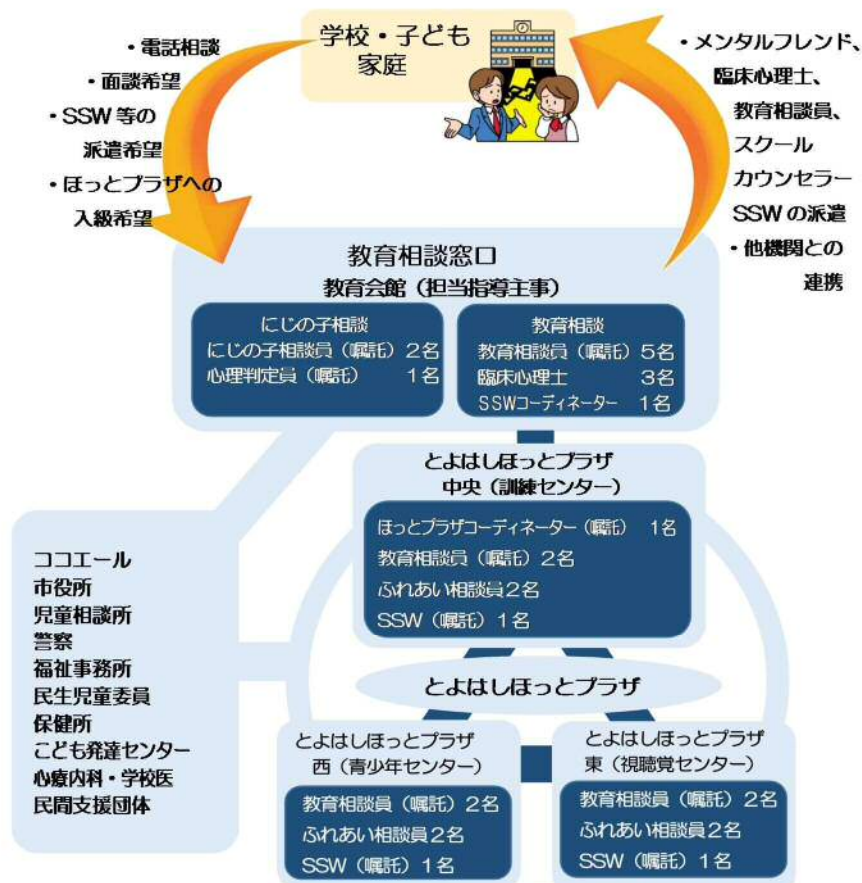 学校・子ども
家庭
・電話相談
・面談希望
・SSW等の
派遣希望
・ほっとプラザへの
入級希望
・メンタルフレンド、
臨床心理士、
教育相談員、
スクール
カウンセラー
SSWの派遣
・他機関との
連携
教育相談窓口
教育会館（担当指導主事）
にじの子相談
にじの子相談員（嘱託）2名
心理判定員（嘱託） 1名
教育相談
教育相談員（嘱託）5名
臨床心理士 3名
SSWコーディネーター 1名
とよはしほっとプラザ
中央（訓練センター）
ほっとプラザコーディネーター（嘱託） 1名
教育相談員（嘱託）2名
ふれあい相談員2名
SSW（嘱託）1名
ココエール
市役所
児童相談所
警察
福祉事務所
民生児童委員
保健所
こども発達センター
心療内科・学校医
民間支援団体
とよはしほっとプラザ
とよはしほっとプラザ
西（青少年センター）
教育相談員（嘱託）2名
ふれあい相談員2名
SSW（嘱託）1名
とよはしほっとプラザ
東（視聴覚センター）
教育相談員（嘱託）2名
ふれあい相談員2名
SSW（嘱託）1名